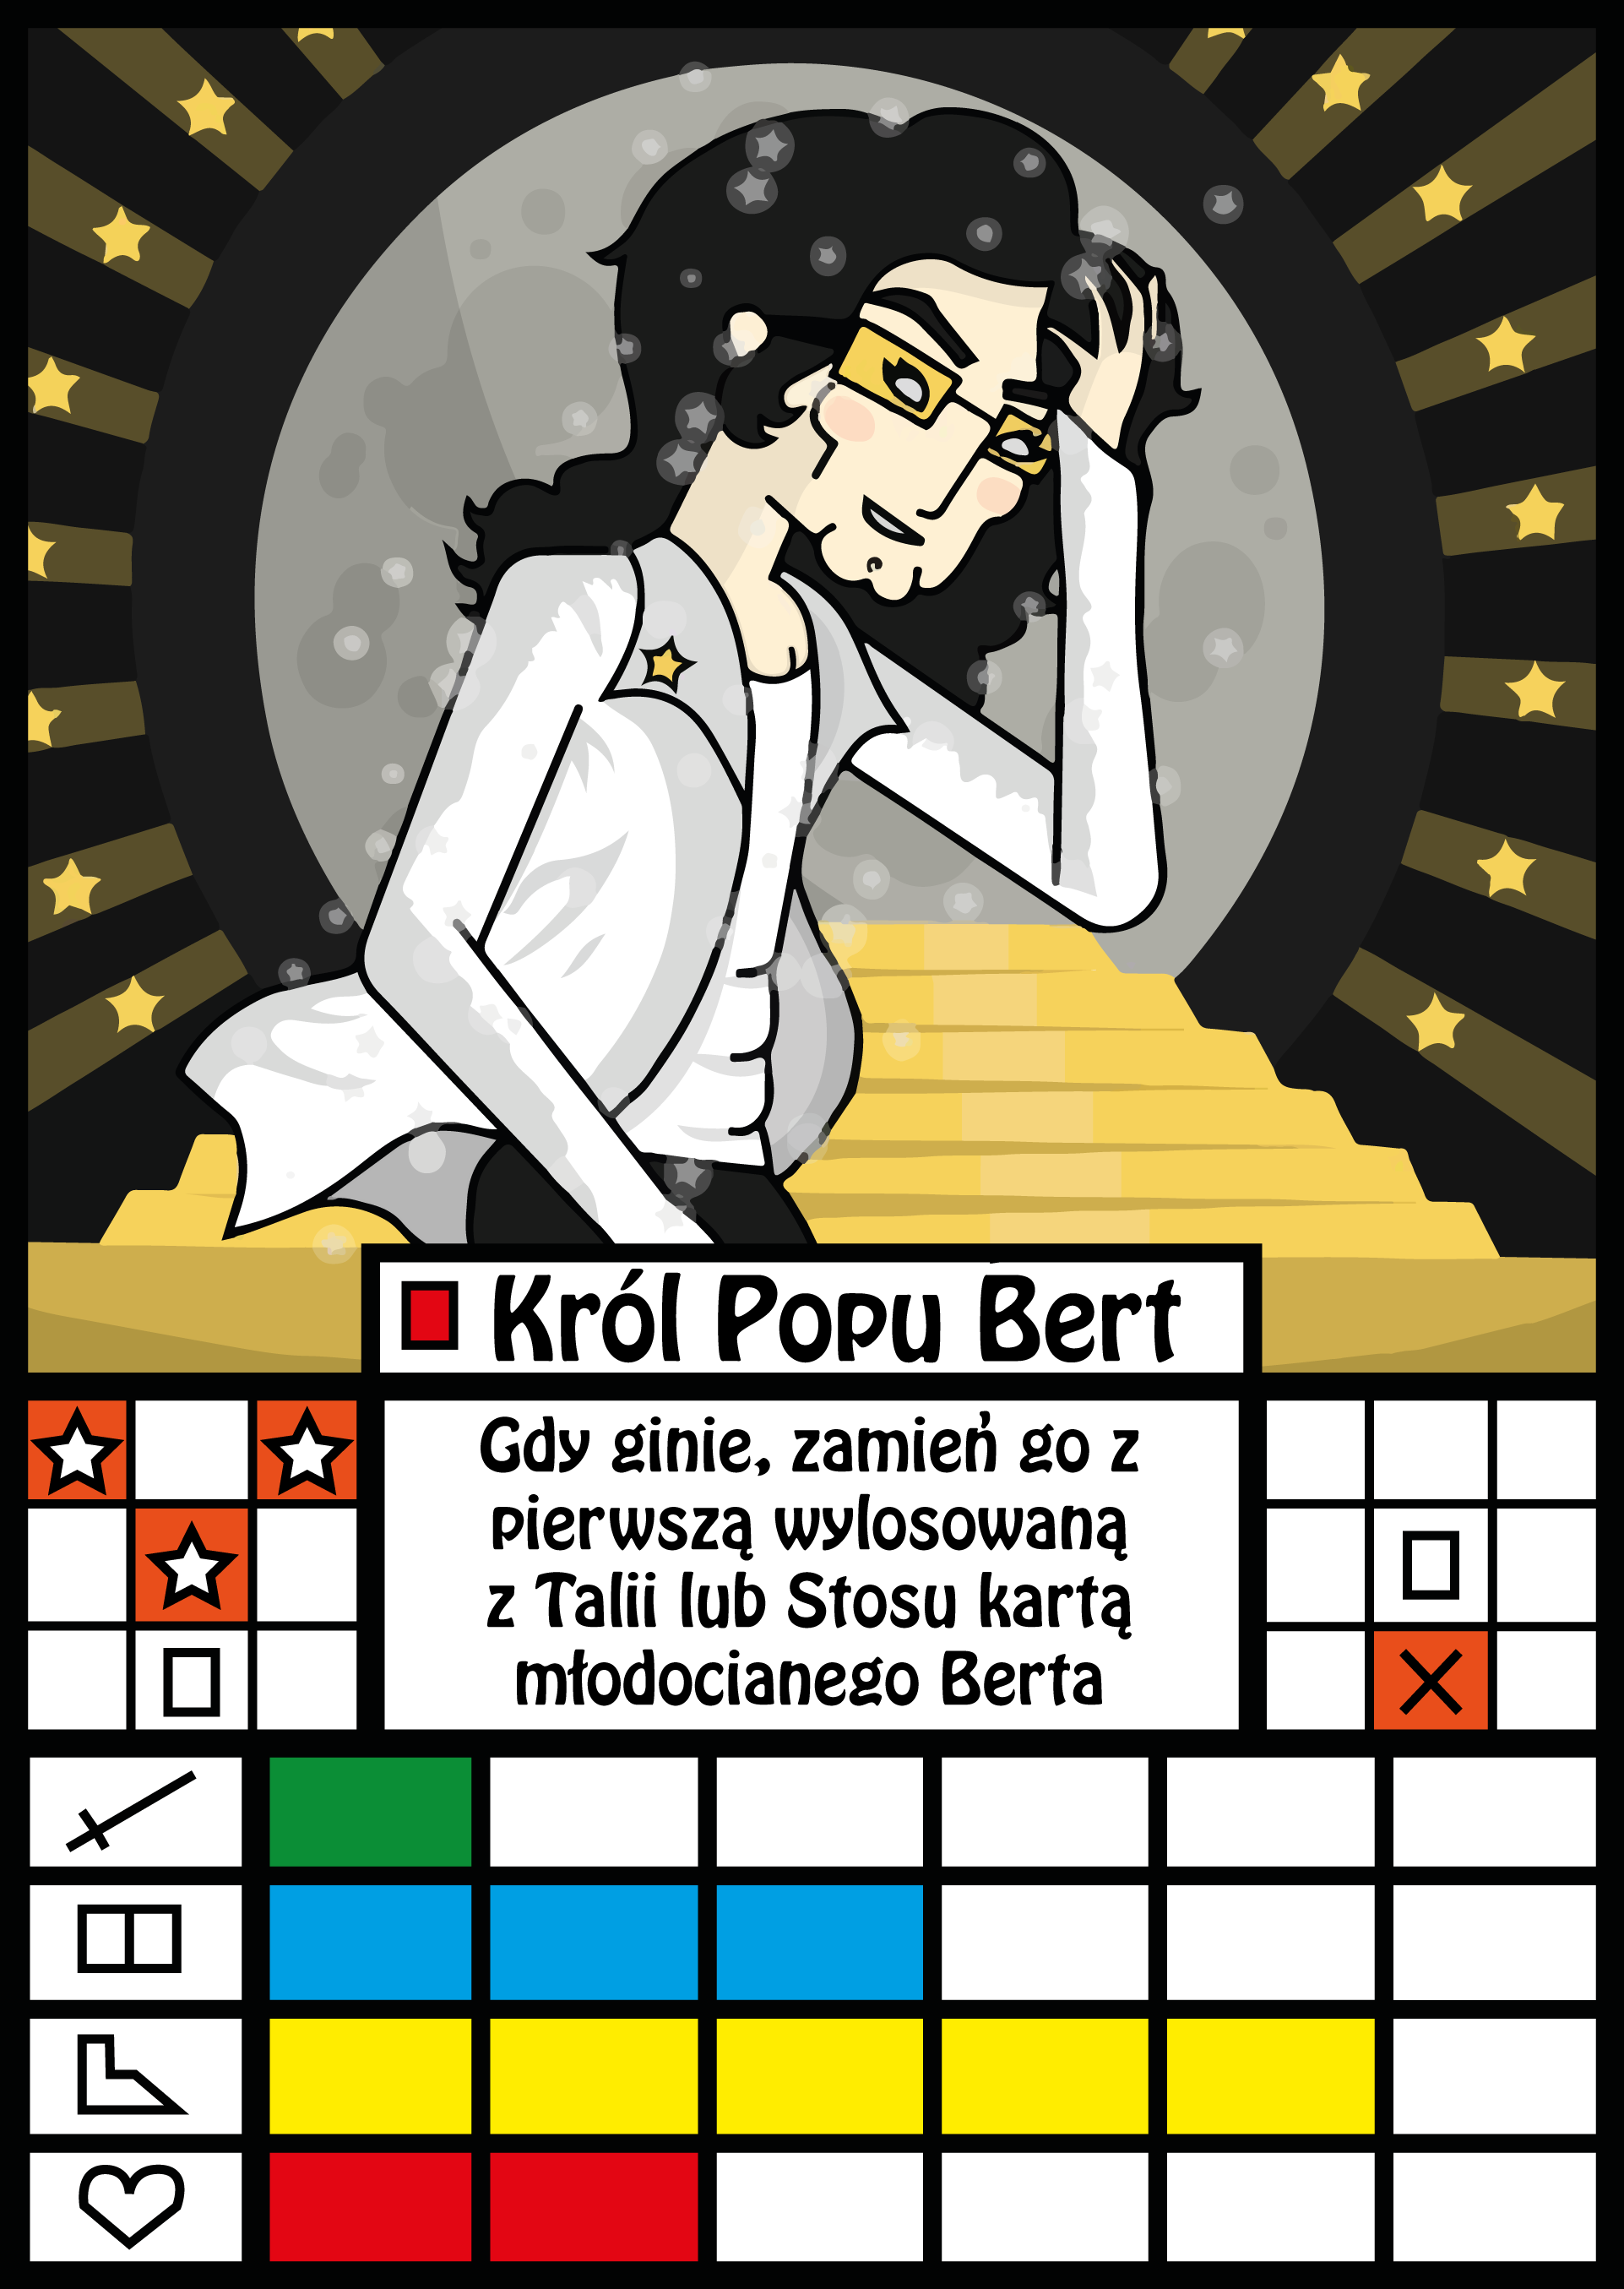 Król Popu Bert
Gdy ginie, zamień go z
pierwszą wylosowaną
z Talii lub Stosu kartą
młodocianego Berta